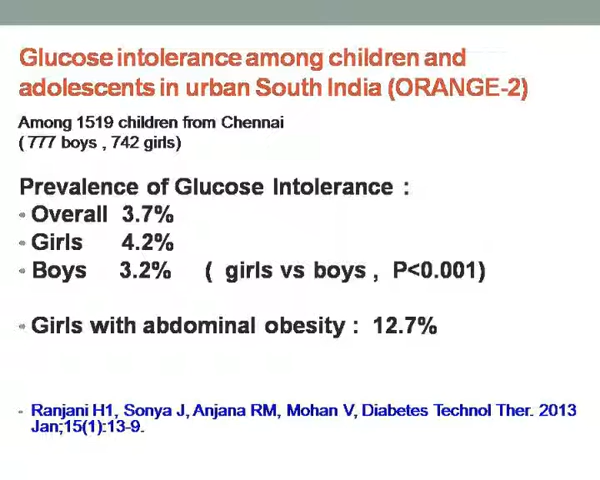 Glucose intolerance among children and
adolescents in urban South India (ORANGE-2)
Among 1519 children from Chennai
( 777 boys , 742 girls)
Prevalence of Glucose Intolerance :
• Overall 3.7%
• Girls 4.2%
• Boys 3.2% ( girls vs boys , P<0.001)
• Girls with abdominal obesity : 12.7%
• Ranjani H1, Sonya J, Anjana RM, Mohan V, Diabetes Technol Ther. 2013
Jan;15(1):13-9.